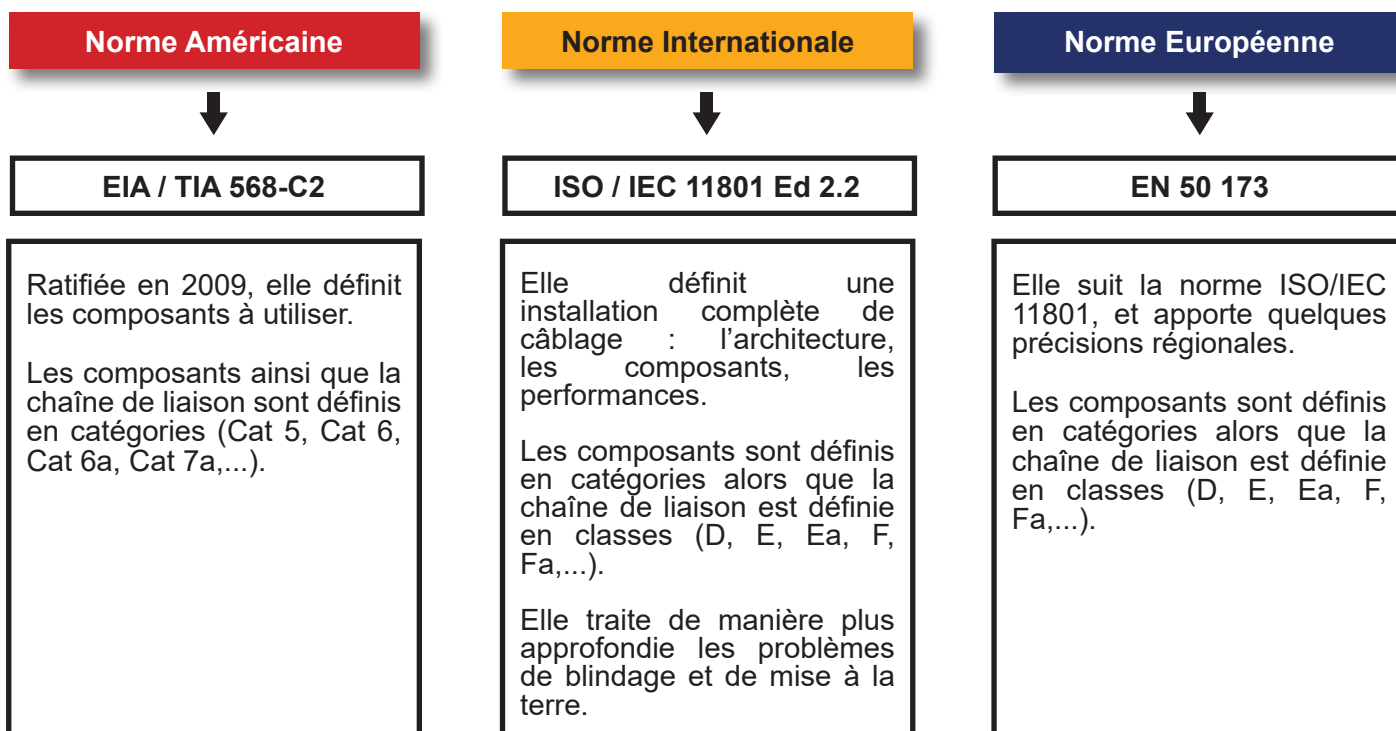 Norme Américaine
EIA / TIA 568-C2
Ratifiée en 2009, elle définit
les composants à utiliser.
Les composants ainsi que la
chaîne de liaison sont définis
en catégories (Cat 5, Cat 6,
Cat 6a, Cat 7a,...).
Norme Internationale
ISO / IEC 11801 Ed 2.2
Elle définit une
installation complète de
câblage : l’architecture,
les composants, les
performances.
Les composants sont définis
en catégories alors que la
chaîne de liaison est définie
en classes (D, E, Ea, F,
Fa,...).
Elle traite de manière plus
approfondie les problèmes
de blindage et de mise à la
terre.
Norme Européenne
EN 50 173
Elle suit la norme ISO/IEC
11801, et apporte quelques
précisions régionales.
Les composants sont définis
en catégories alors que la
chaîne de liaison est définie
en classes (D, E, Ea, F,
Fa,...).